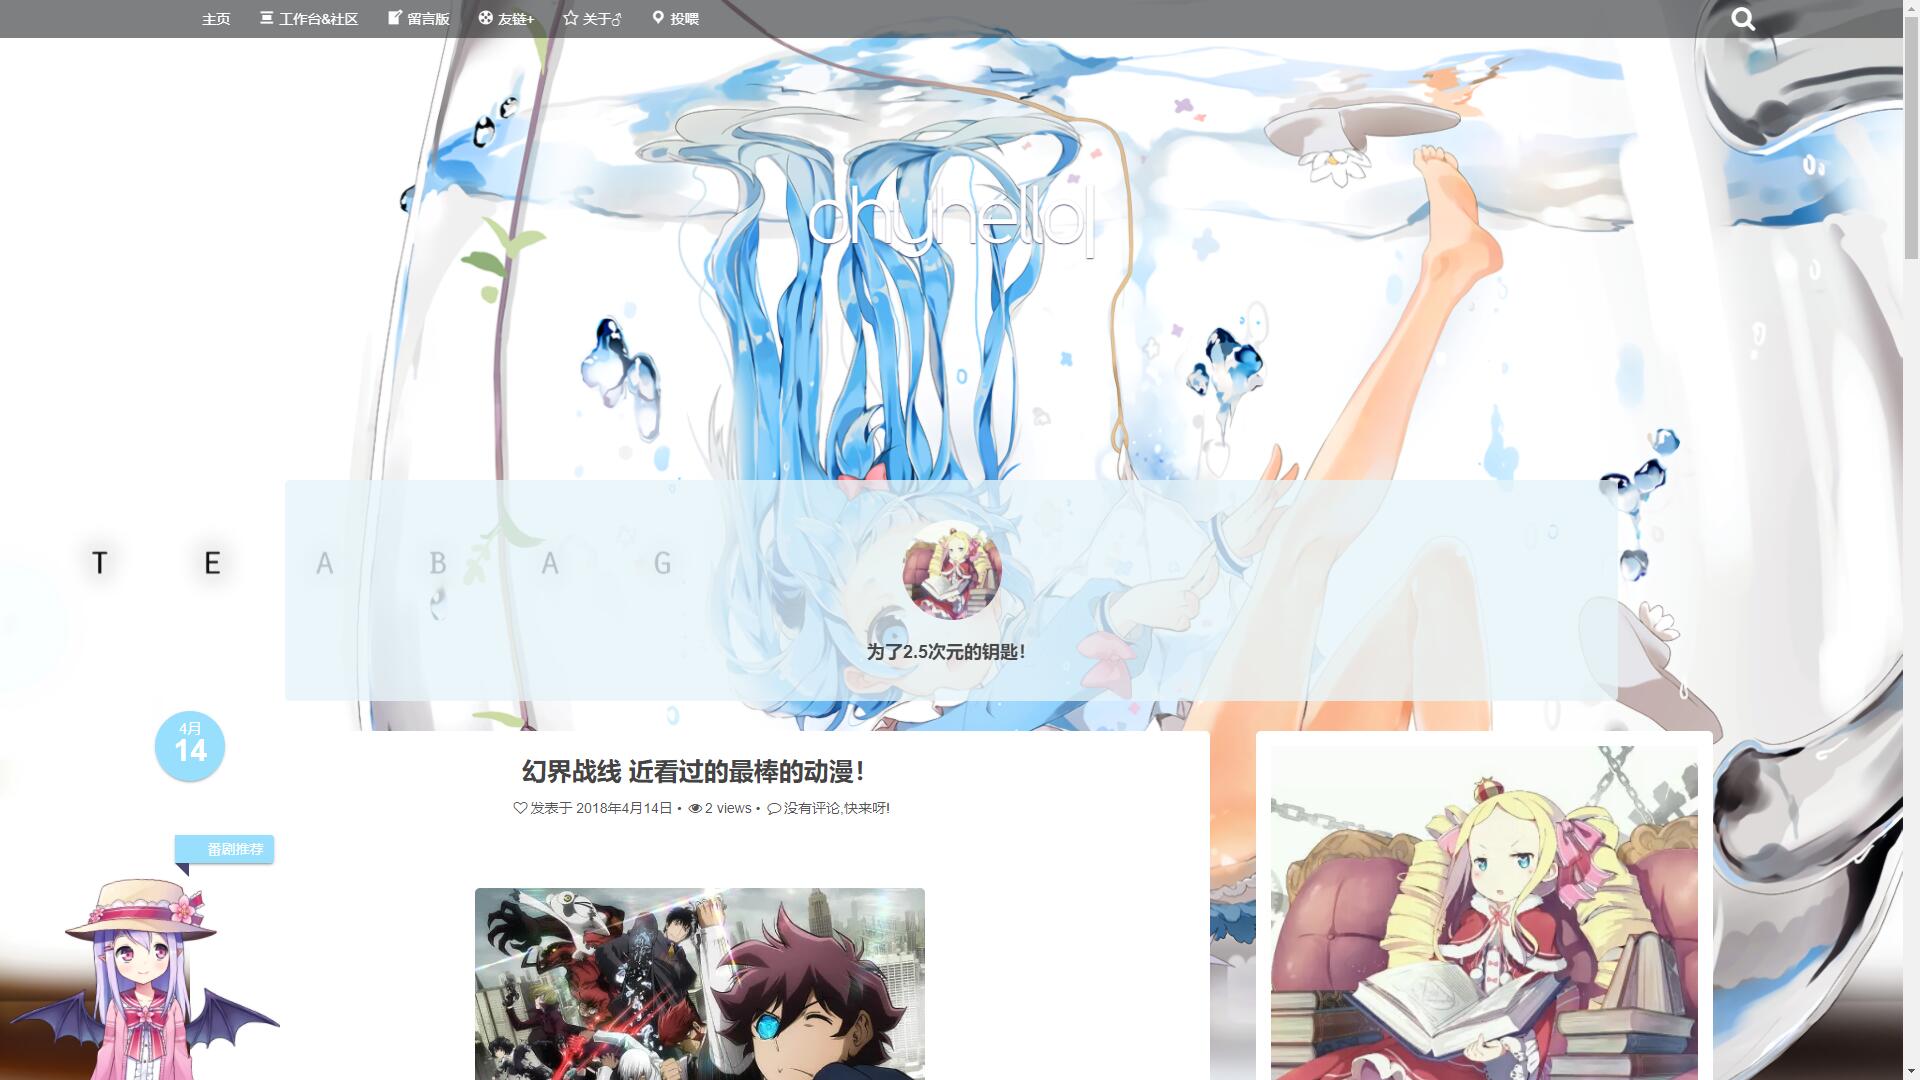 主页 工作台&社区 留言版 友链+ 关于♂ 投喂
ohyhello|
T E A B A G
为了2.5次元的钥匙！
4月
14
幻界战线 近看过的最棒的动漫！
发表于 2018年4月14日 • 2 views • 没有评论,快来呀!
番剧推荐